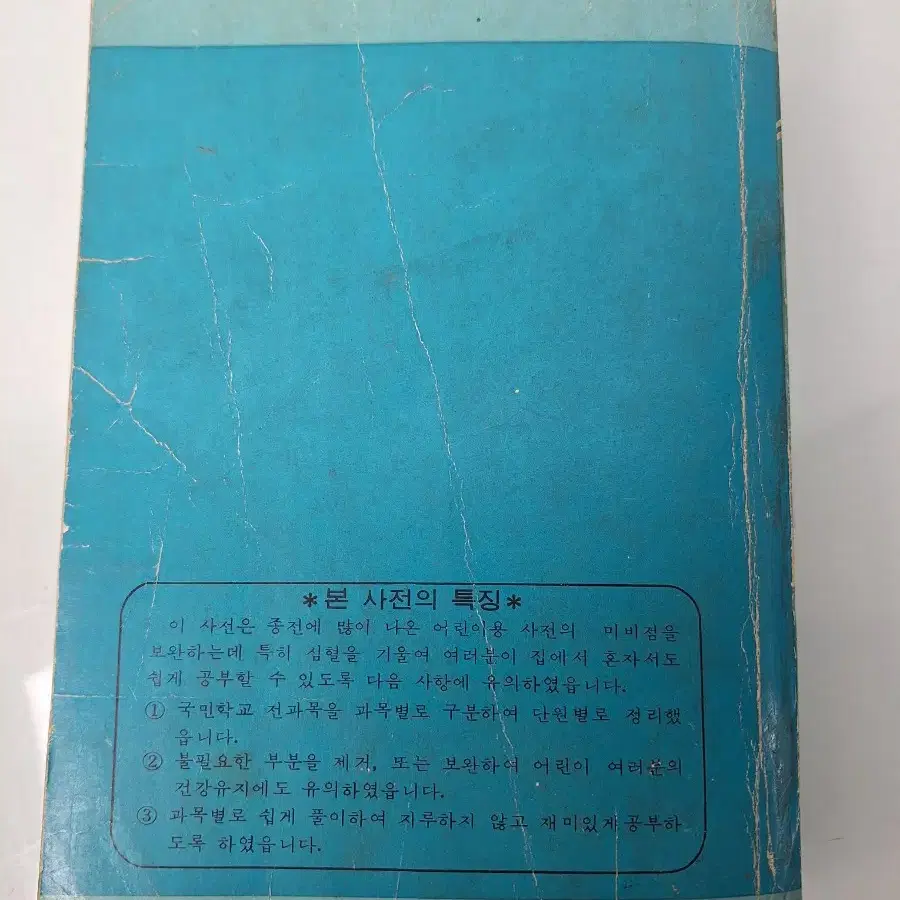 *본 사전의 특징*
이 사전은 종전에 많이 나온 어린이용 사전의 미비점을
보완하는데 특히 심혈을 기울여 여러분이 집에서 혼자서도
쉽게 공부할 수 있도록 다음 사항에 유의하였읍니다.
① 국민학교 전과목을 과목별로 구분하여 단원별로 정리했
읍니다.
② 불필요한 부분을 제거, 또는 보완하여 어린이 여러분의
건강유지에도 유의하였읍니다.
③ 과목별로 쉽게 풀이하여 지루하지 않고 재미있게공부하
도록 하였읍니다.